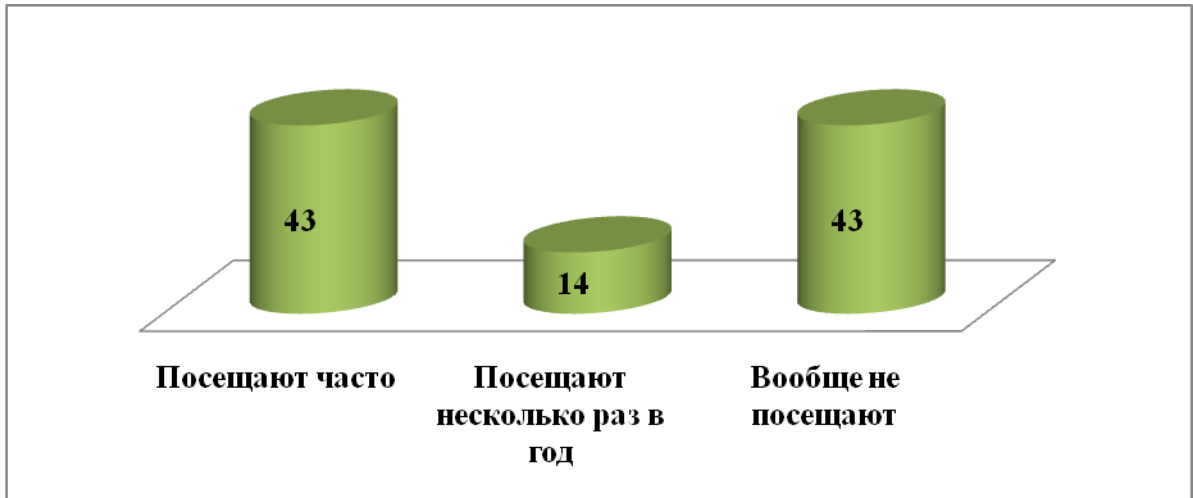 43
14
43
Посещают часто
Посещают
несколько раз в
год
Вообще не
посещают